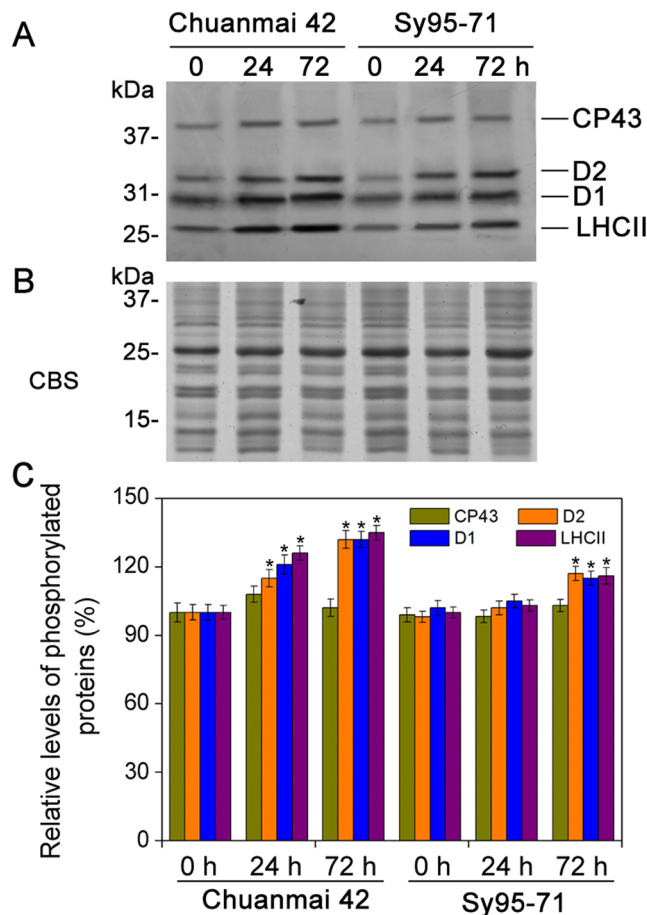 A
Chuanmai 42 Sy95-71
0 24 72 0 24 72 h
kDa
37-
31-
25-
CP43
D2
D1
LHCII
B
kDa
37-
25-
15-
CBS
C
Relative levels of phosphorylated
proteins (%)
150
120
90
60
30
0
CP43 D2
D1 LHCII
* * *
* * *
* * *
0 h 24 h 72 h 0 h 24 h 72 h
Chuanmai 42 Sy95-71